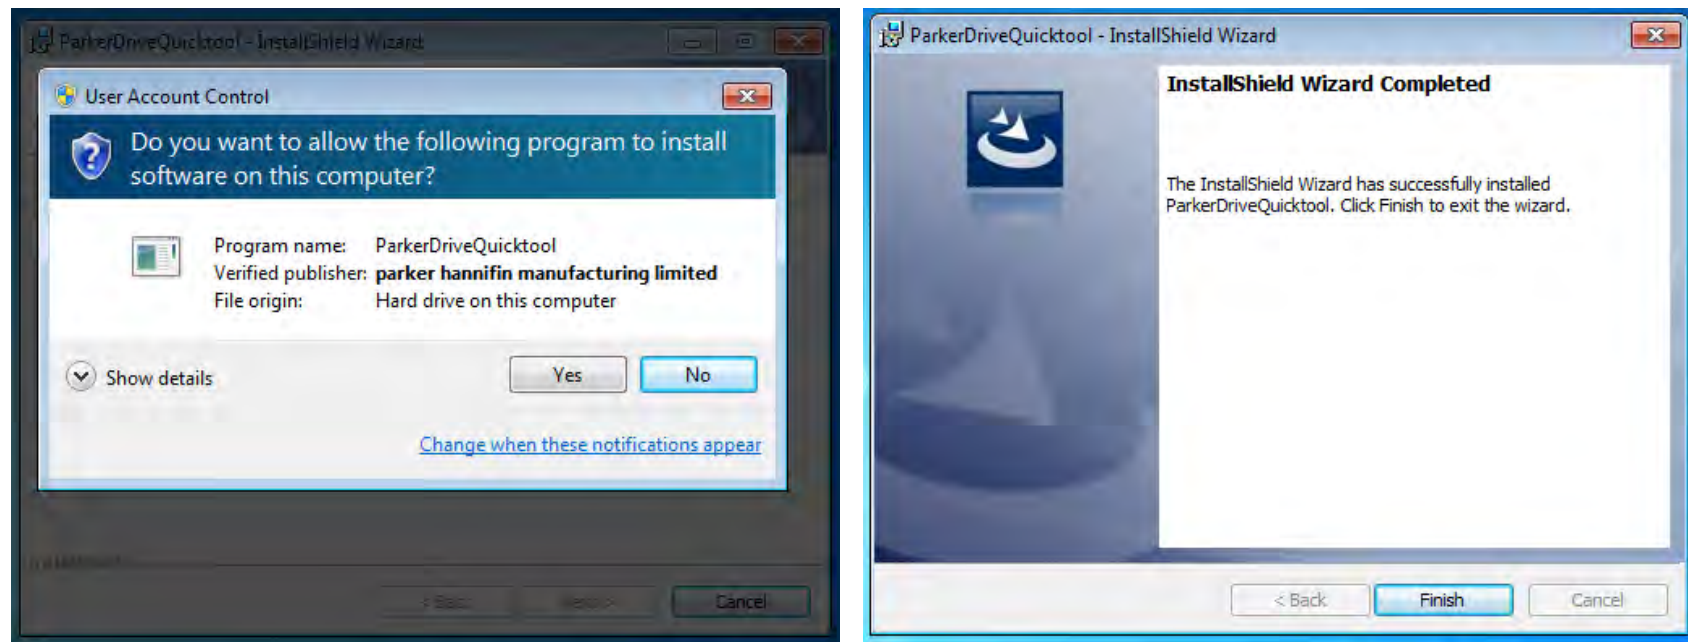 ParkerDriveQuicktool - InstallShield Wizard
User Account Control
Do you want to allow the following program to install
software on this computer?
Program name: ParkerDriveQuicktool
Verified publisher: parker hannifin manufacturing limited
File origin: Hard drive on this computer
Show details
Yes
No
Change when these notifications appear
< Back
Next >
Cancel
ParkerDriveQuicktool - InstallShield Wizard
InstallShield Wizard Completed
The InstallShield Wizard has successfully installed
ParkerDriveQuicktool. Click Finish to exit the wizard.
< Back
Finish
Cancel